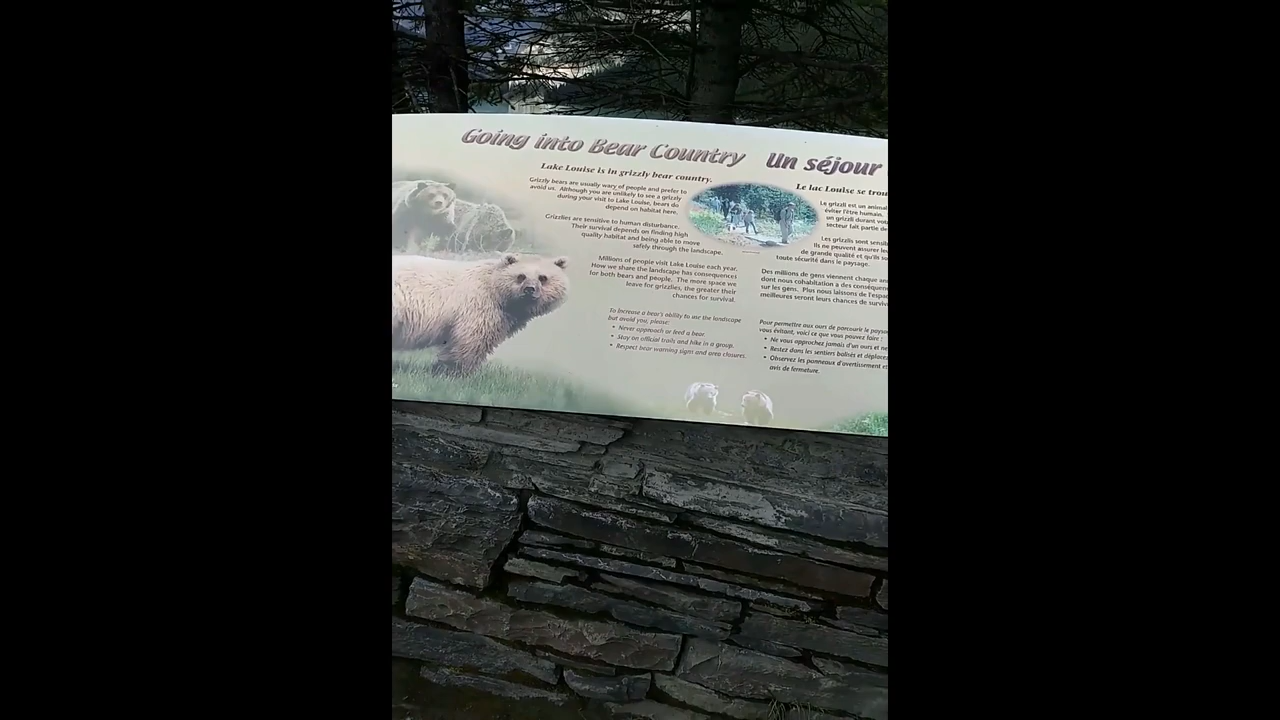 Going into Bear Country
Lake Louise is in grizzly bear country.
Grizzly bears are usually wary of people and prefer to
avoid us. Although you are unlikely to see a grizzly
during your visit to Lake Louise, bears do
depend on habitat here.
Grizzlies are sensitive to human disturbance.
Their survival depends on finding high
quality habitat and being able to move
safely through the landscape.
Millions of people visit Lake Louise each year.
How we share the landscape has consequences
for both bears and people. The more space we
leave for grizzlies, the greater their
chances for survival.
To increase a bear's ability to use the landscape
but avoid you, please:
• Never approach or feed a bear.
• Stay on official trails and hike in a group.
• Respect bear warning signs and area closures.
Un séjour
Le lac Louise se trou
Le grizzli est un animal
éviter l'être humain.
un grizzli durant vot
secteur fait partie de
Les grizzlis sont sensib
Ils ne peuvent assurer leu
de grande qualité et qu'ils so
toute sécurité dans le paysage.
Des millions de gens viennent chaque an
dont nous cohabitation a des conséquen
sur les gens. Plus nous laissons de l'espa
meilleures seront leurs chances de surviv
Pour permettre aux ours de parcourir le paysa
vous évitant, voici ce que vous pouvez faire :
• Ne vous approchez jamais d'un ours et ne
• Restez dans les sentiers balisés et déplace
• Observez les panneaux d'avertissement e
avis de fermeture.